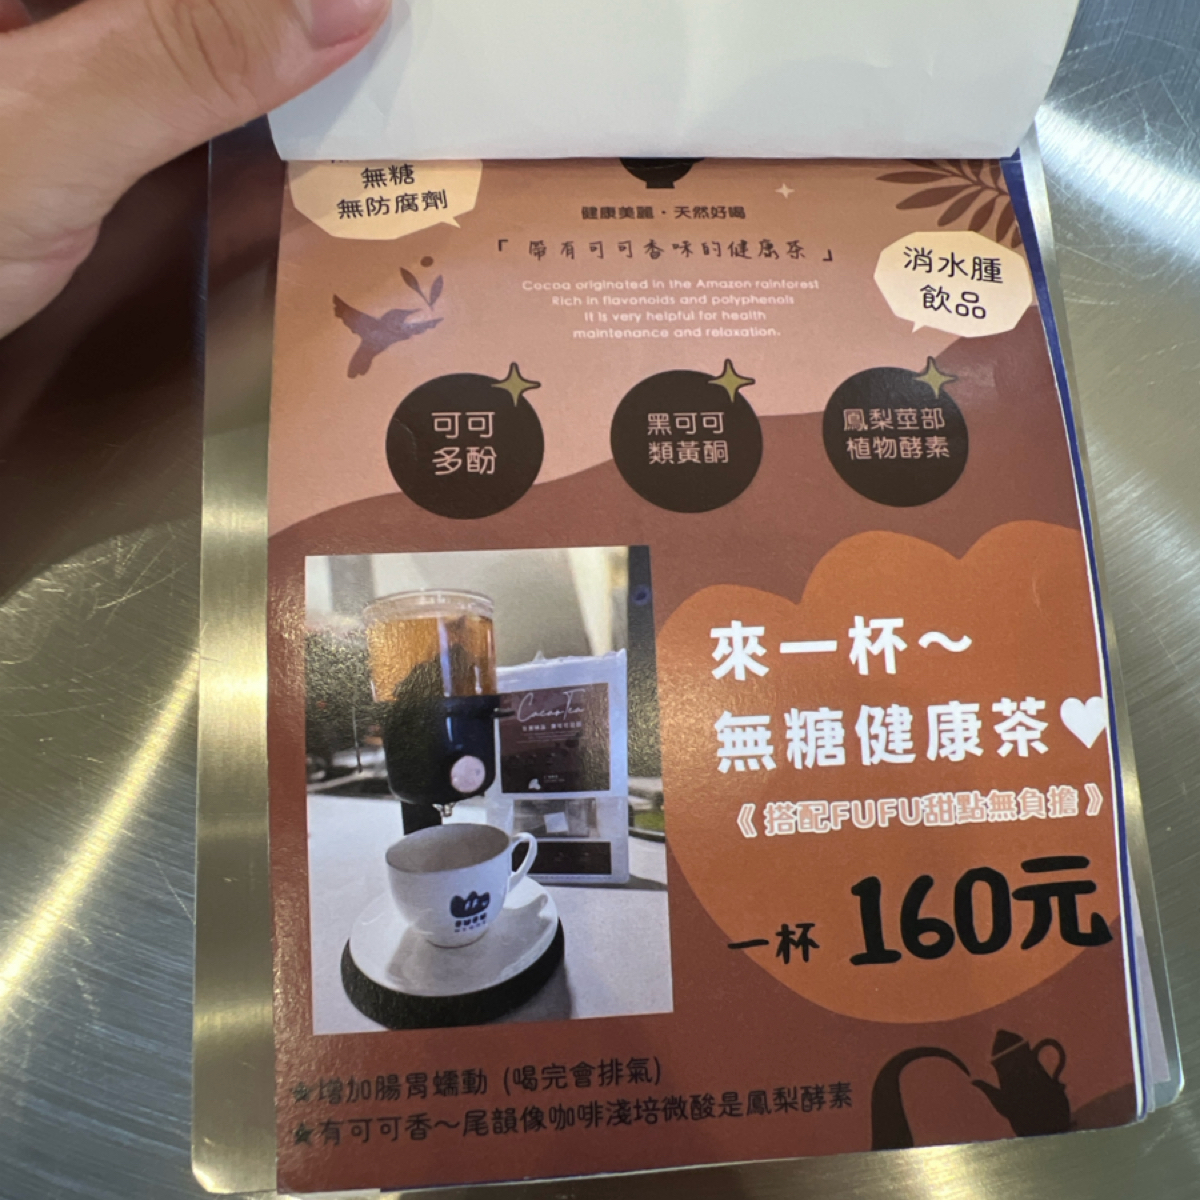 無糖
無防腐劑
健康美麗・天然好喝
「 帶有可可香味的健康茶 」
Cocoa originated in the Amazon rainforest
Rich in flavonoids and polyphenols
It is very helpful for health
maintenance and relaxation.
消水腫
飲品
可可
多酚
黑可可
類黃酮
鳳梨莖部
植物酵素
Cacao Tea
來一杯～
無糖健康茶♥
《 搭配FUFU甜點無負擔 》
一杯 160元
★增加腸胃蠕動 (喝完會排氣)
★有可可香～尾韻像咖啡淺培微酸是鳳梨酵素